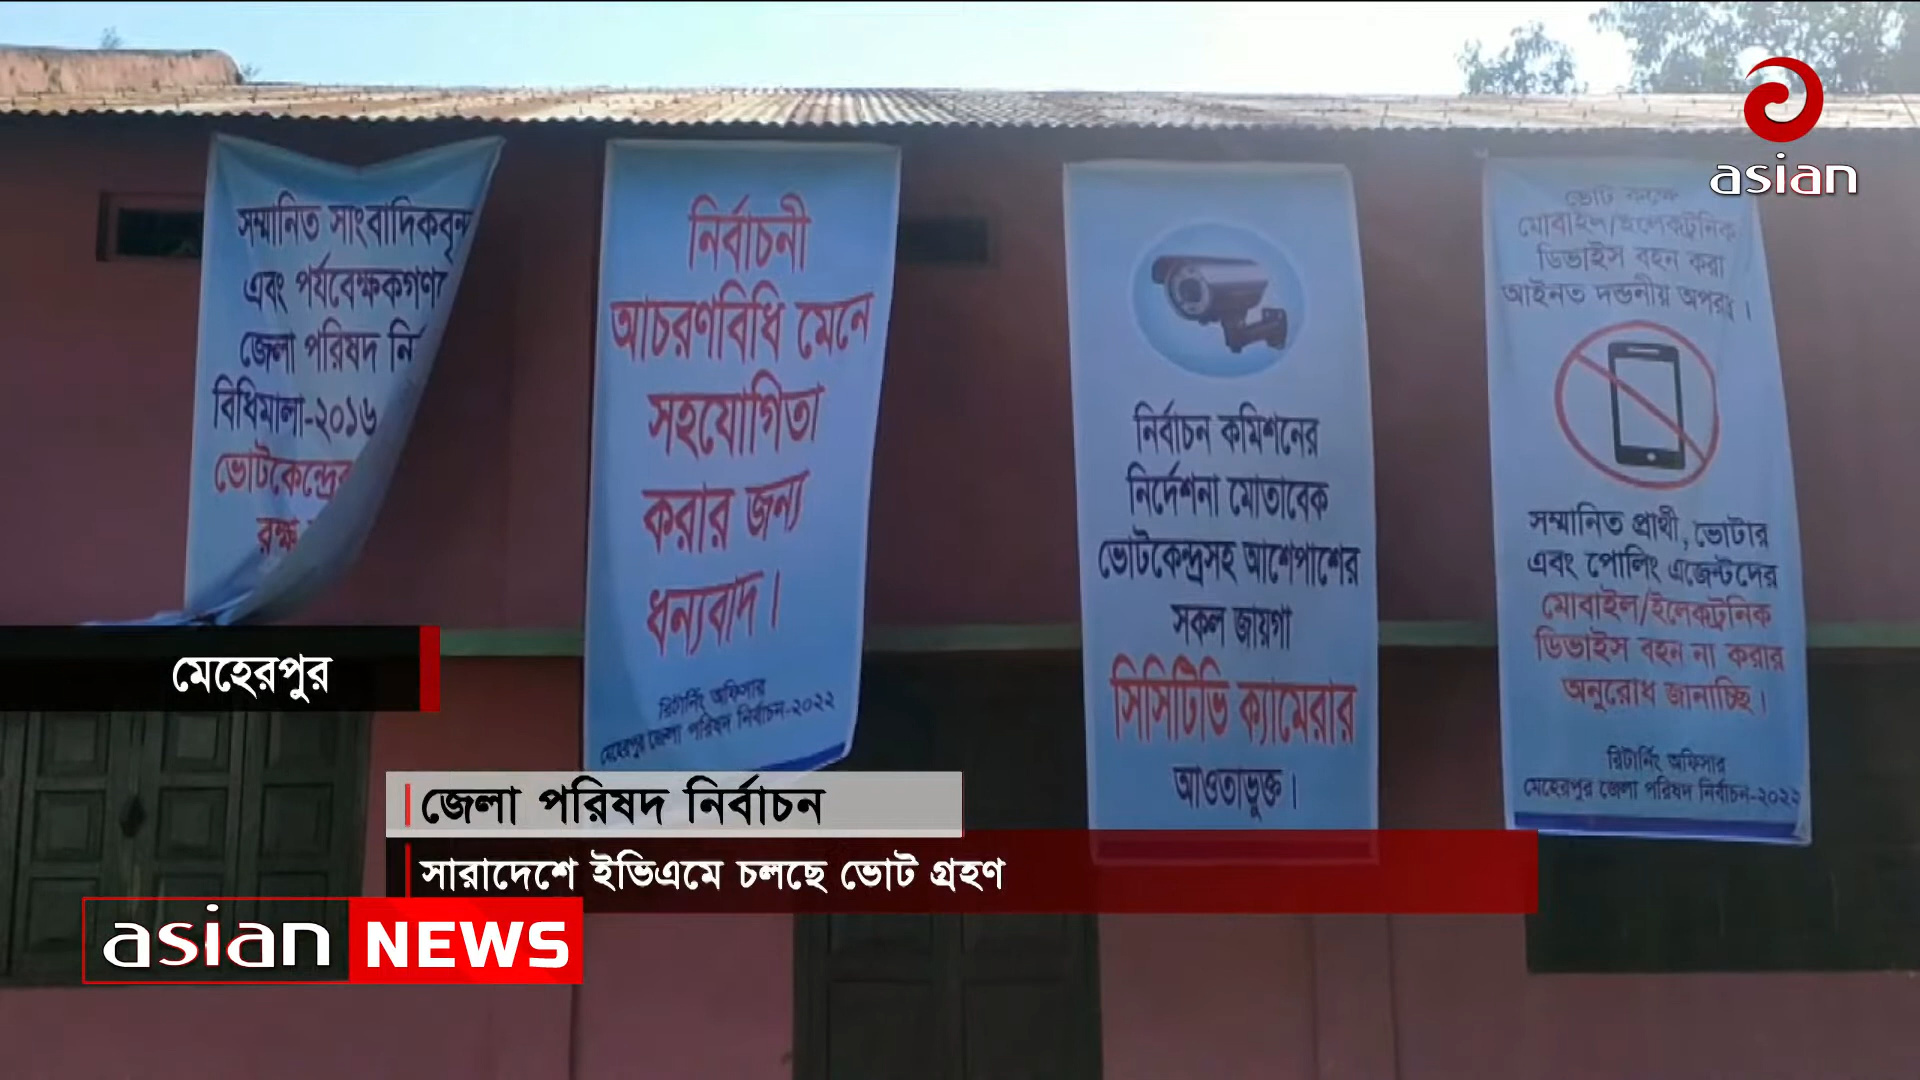 asian
সম্মানিত সাংবাদিকবৃন্দ
এবং পর্যবেক্ষকগণ
জেলা পরিষদ নি
বিধিমালা-২০১৬
ভোটকেন্দ্রের
নির্বাচনী
আচরণবিধি মেনে
সহযোগিতা
করার জন্য
ধন্যবাদ।
রিটার্নিং অফিসার
মেহেরপুর জেলা পরিষদ নির্বাচন-২০২২
নির্বাচন কমিশনের
নির্দেশনা মোতাবেক
ভোটকেন্দ্রসহ আশেপাশের
সকল জায়গা
সিসিটিভি ক্যামেরার
আওতাভুক্ত।
ভোট কক্ষে
মোবাইল/ইলেকট্রনিক
ডিভাইস বহন করা
আইনত দন্ডনীয় অপরাধ।
সম্মানিত প্রার্থী, ভোটার
এবং পোলিং এজেন্টদের
মোবাইল/ইলেকট্রনিক
ডিভাইস বহন না করার
অনুরোধ জানাচ্ছি।
রিটার্নিং অফিসার
মেহেরপুর জেলা পরিষদ নির্বাচন-২০২২
মেহেরপুর
জেলা পরিষদ নির্বাচন
সারাদেশে ইভিএমে চলছে ভোট গ্রহণ
asian NEWS